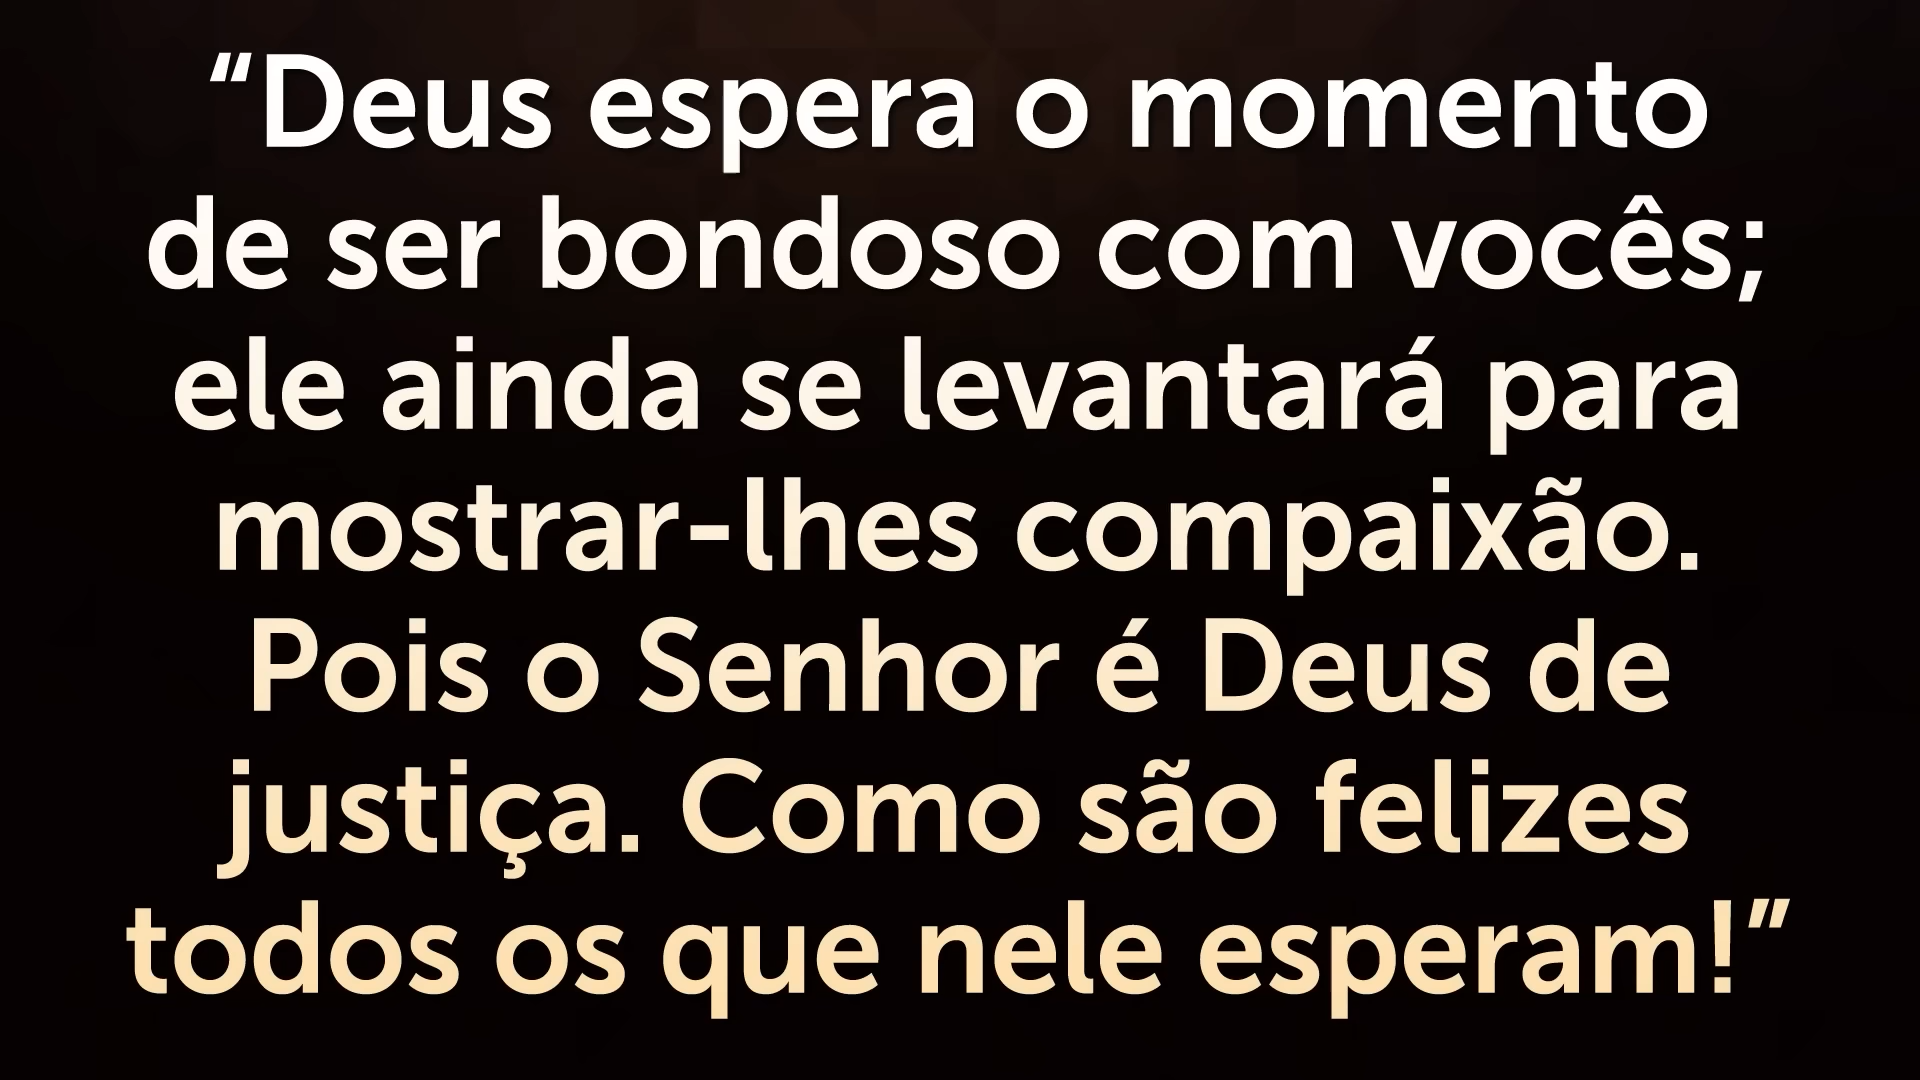 “Deus espera o momento
de ser bondoso com vocês;
ele ainda se levantará para
mostrar-lhes compaixão.
Pois o Senhor é Deus de
justiça. Como são felizes
todos os que nele esperam!”